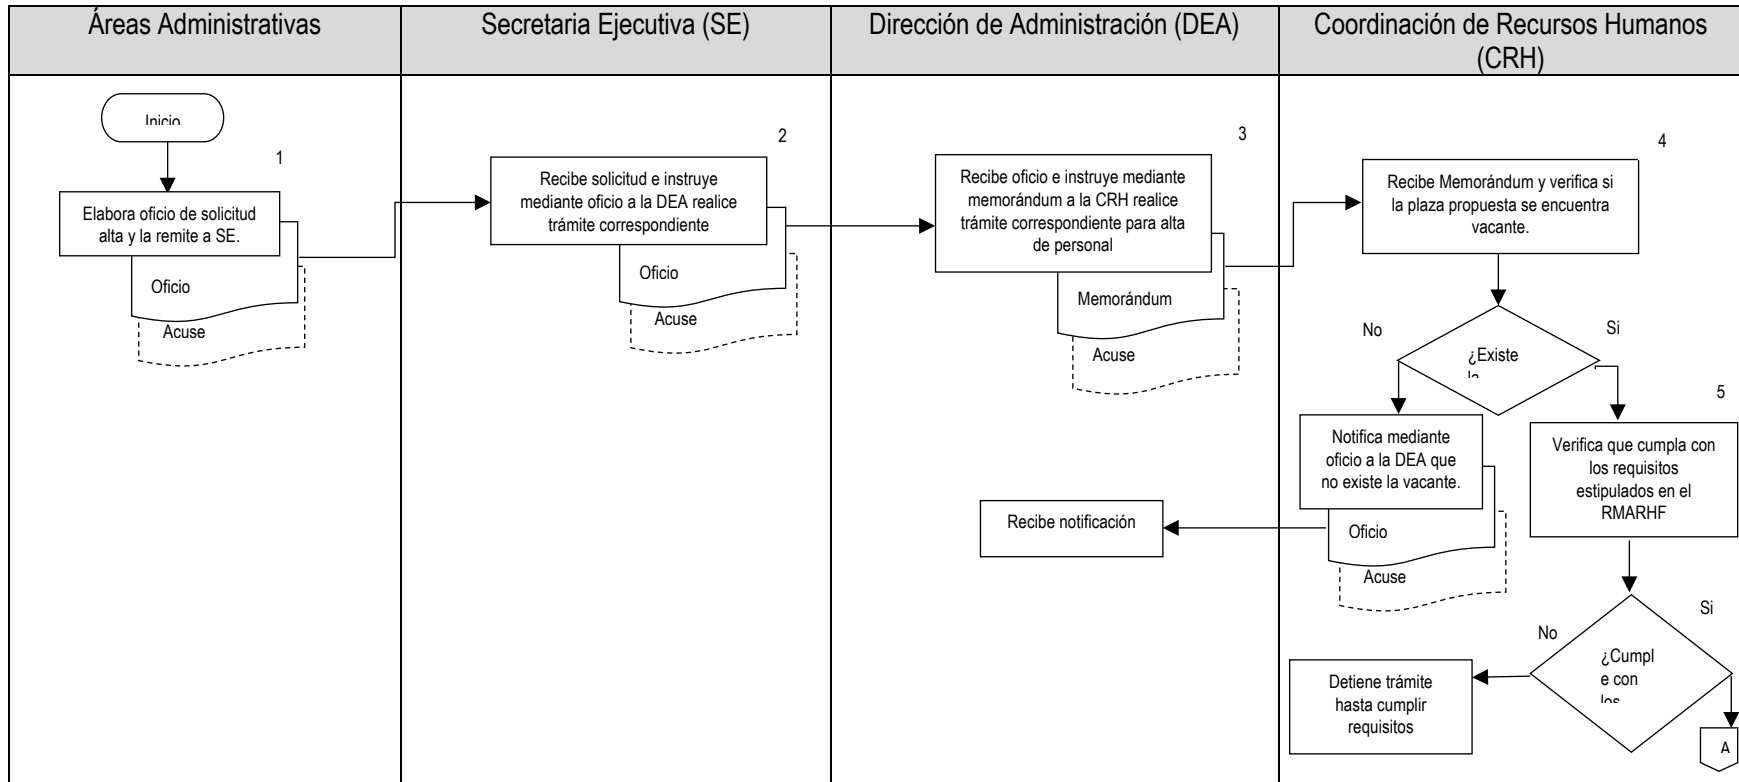 Áreas Administrativas
Secretaria Ejecutiva (SE)
Dirección de Administración (DEA)
Coordinación de Recursos Humanos
(CRH)
Inicio
1
Elabora oficio de solicitud
alta y la remite a SE.
Oficio
Acuse
2
Recibe solicitud e instruye
mediante oficio a la DEA realice
trámite correspondiente
Oficio
Acuse
3
Recibe oficio e instruye mediante
memorándum a la CRH realice
trámite correspondiente para alta
de personal
Memorándum
Acuse
Recibe notificación
4
Recibe Memorándum y verifica si
la plaza propuesta se encuentra
vacante.
No
Si
¿Existe
la
Notifica mediante
oficio a la DEA que
no existe la vacante.
Oficio
Acuse
5
Verifica que cumpla con
los requisitos
estipulados en el
RMARHF
No
Si
¿Cumpl
e con
los
Detiene trámite
hasta cumplir
requisitos
A